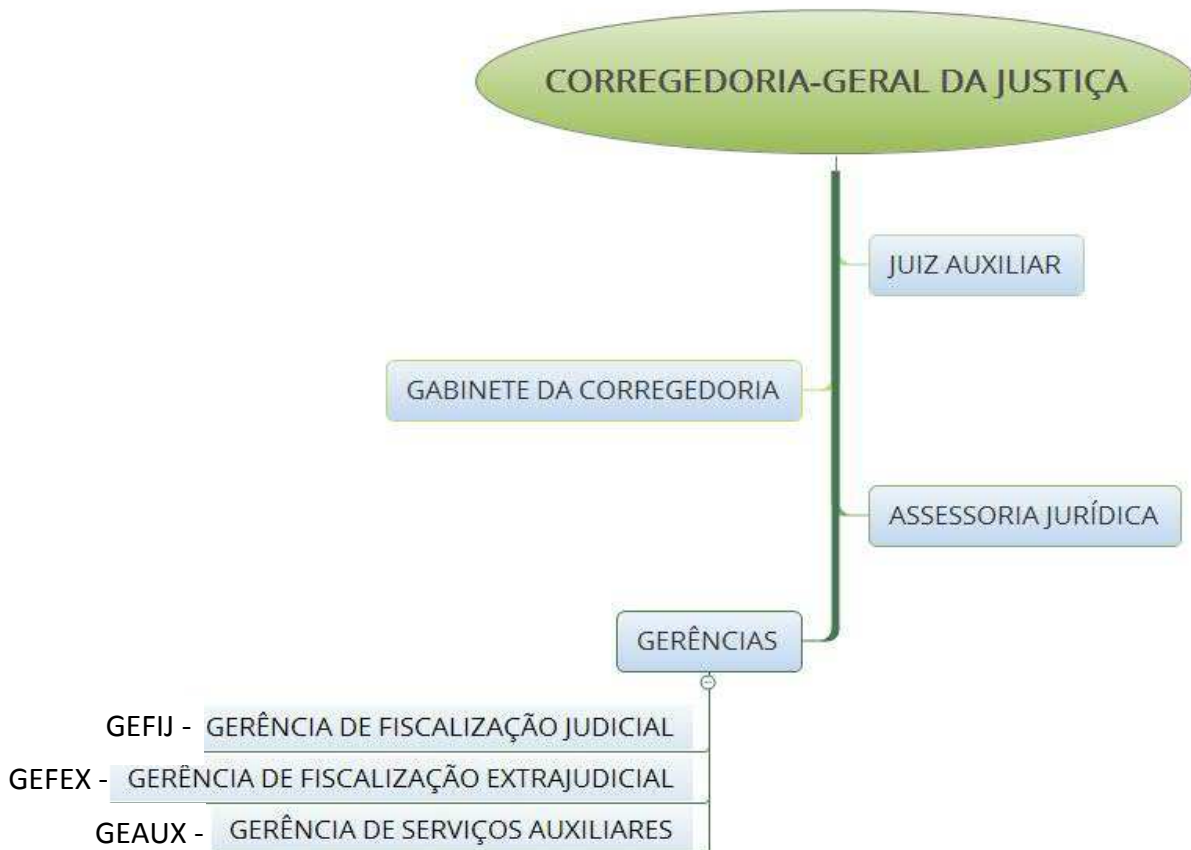 CORREGEDORIA-GERAL DA JUSTIÇA
JUIZ AUXILIAR
GABINETE DA CORREGEDORIA
ASSESSORIA JURÍDICA
GERÊNCIAS
GEFIJ - GERÊNCIA DE FISCALIZAÇÃO JUDICIAL
GEFEX - GERÊNCIA DE FISCALIZAÇÃO EXTRAJUDICIAL
GEAUX - GERÊNCIA DE SERVIÇOS AUXILIARES